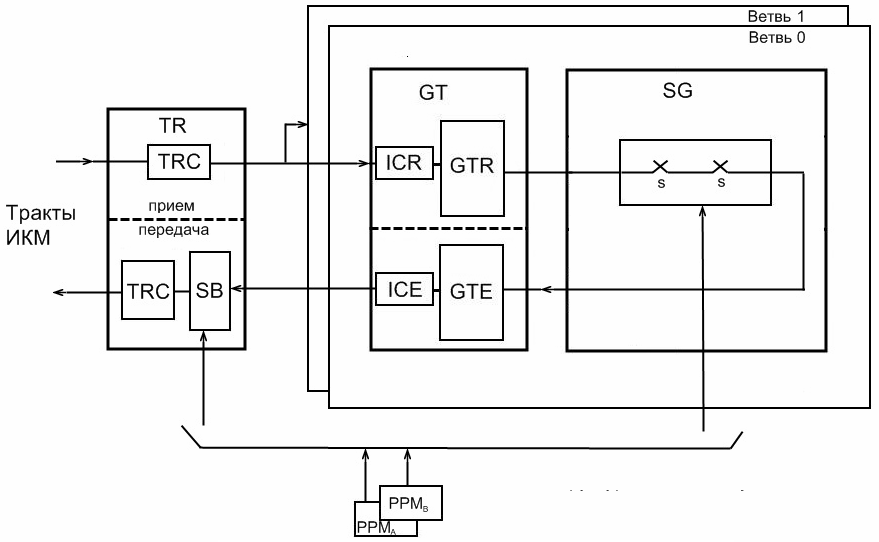 Ветвь 1
Ветвь 0
GT
SG
TR
TRC
ICR
GTR
s
s
прием
Тракты
ИКМ
передача
TRC
SB
ICE
GTE
PPMB
PPMA